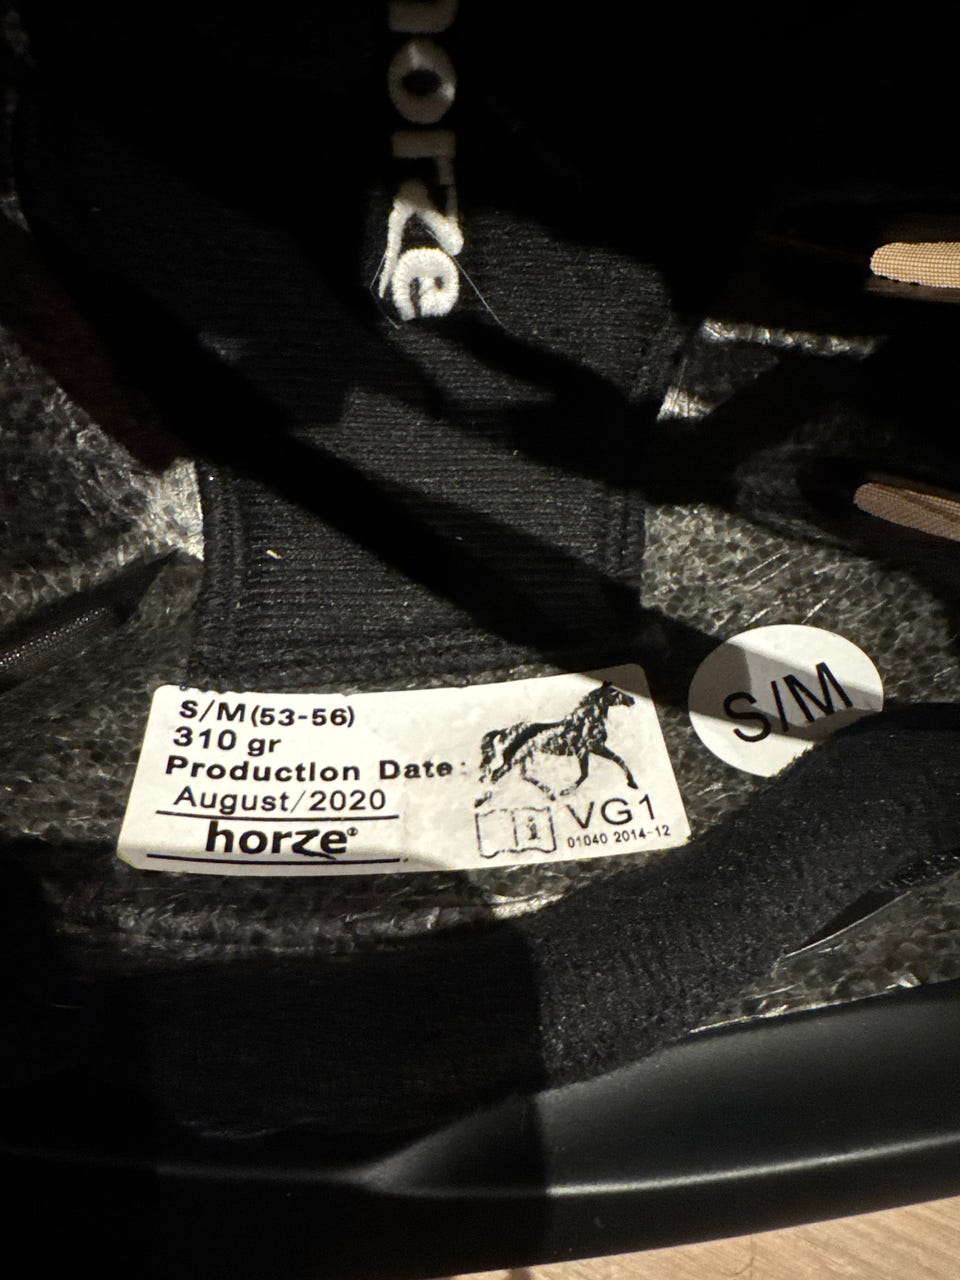 horze
S/M(53-56)
310 gr
Production Date:
August/2020
horze®
VG1
01040 2014-12
S/M